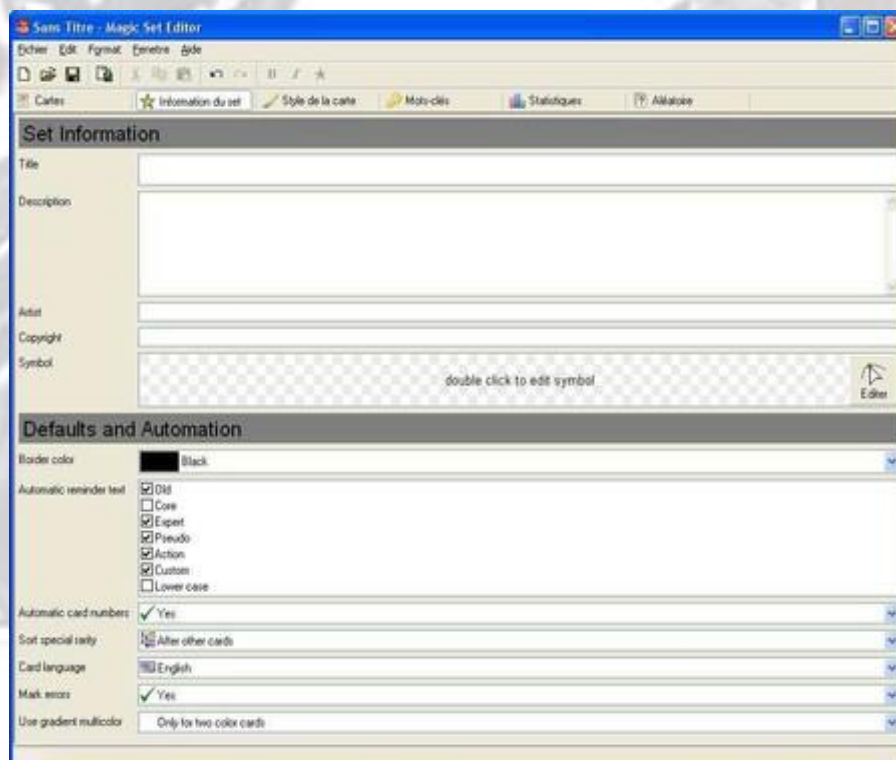 Sans Titre - Magic Set Editor
Fichier Edit Format Fenetre Aide
Cartes Information du set Style de la carte Mots-clés Statistiques Aléatoire
Set Information
Title
Description
Artist
Copyright
Symbol double click to edit symbol Editer
Defaults and Automation
Border color Black
Automatic reminder text Old
Core
Expert
Pseudo
Action
Custom
Lower case
Automatic card numbers Yes
Sort special rarity After other cards
Card language English
Mark errors Yes
Use gradient multicolor Only for two color cards